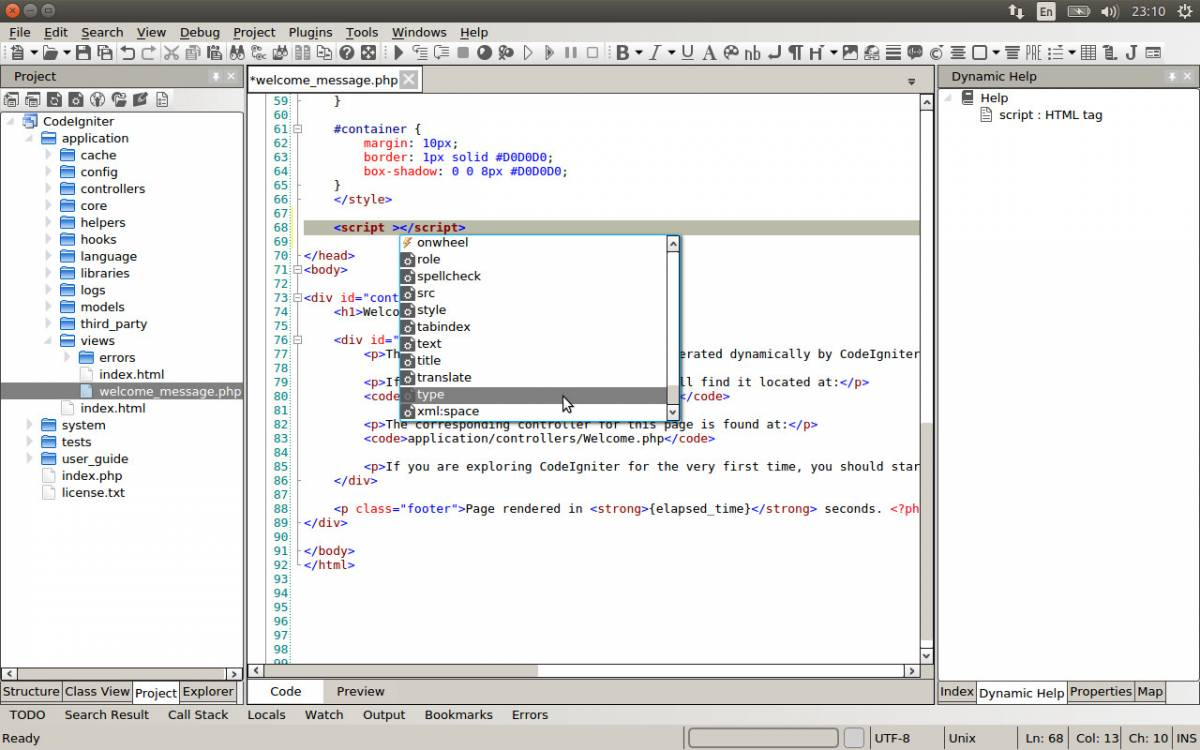 En 23:10
File Edit Search View Debug Project Plugins Tools Windows Help
B I U A nb ¶ H PRE J
Project
CodeIgniter
application
cache
config
controllers
core
helpers
hooks
language
libraries
logs
models
third_party
views
errors
index.html
welcome_message.php
index.html
system
tests
user_guide
index.php
license.txt
Structure Class View Project Explorer
*welcome_message.php
59 }
60
61 #container {
62 margin: 10px;
63 border: 1px solid #D0D0D0;
64 box-shadow: 0 0 8px #D0D0D0;
65 }
66 </style>
67
68 <script ></script>
69
70 </head>
71 <body>
72
73 <div id="cont
74 <h1>Welco
75
76 <div id="
77 <p>Th erated dynamically by CodeIgniter
78
79 <p>If ll find it located at:</p>
80 <code </code>
81
82 <p>The corresponding controller for this page is found at:</p>
83 <code>application/controllers/Welcome.php</code>
84
85 <p>If you are exploring CodeIgniter for the very first time, you should star
86 </div>
87
88 <p class="footer">Page rendered in <strong>{elapsed_time}</strong> seconds. <?ph
89 </div>
90
91 </body>
92 </html>
93
94
95
96
97
98
99
onwheel
role
spellcheck
src
style
tabindex
text
title
translate
type
xml:space
Code Preview
Dynamic Help
Help
script : HTML tag
Index Dynamic Help Properties Map
TODO Search Result Call Stack Locals Watch Output Bookmarks Errors
Ready UTF-8 Unix Ln: 68 Col: 13 Ch: 10 INS